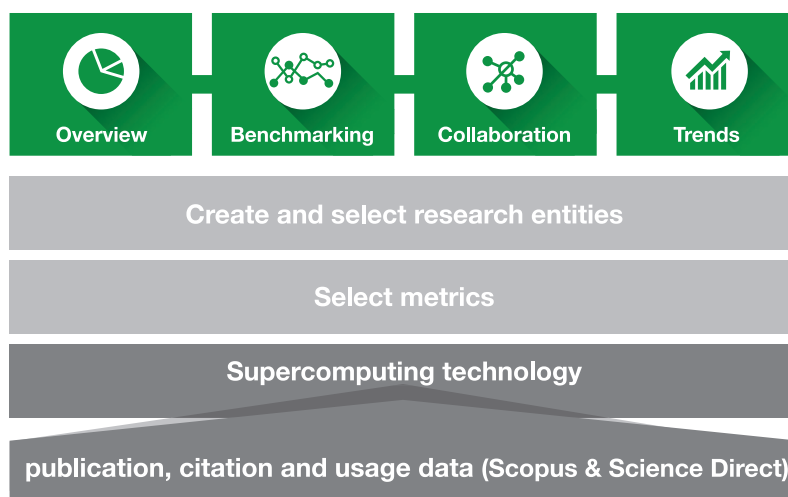 Overview
Benchmarking
Collaboration
Trends
Create and select research entities
Select metrics
Supercomputing technology
publication, citation and usage data (Scopus & Science Direct)